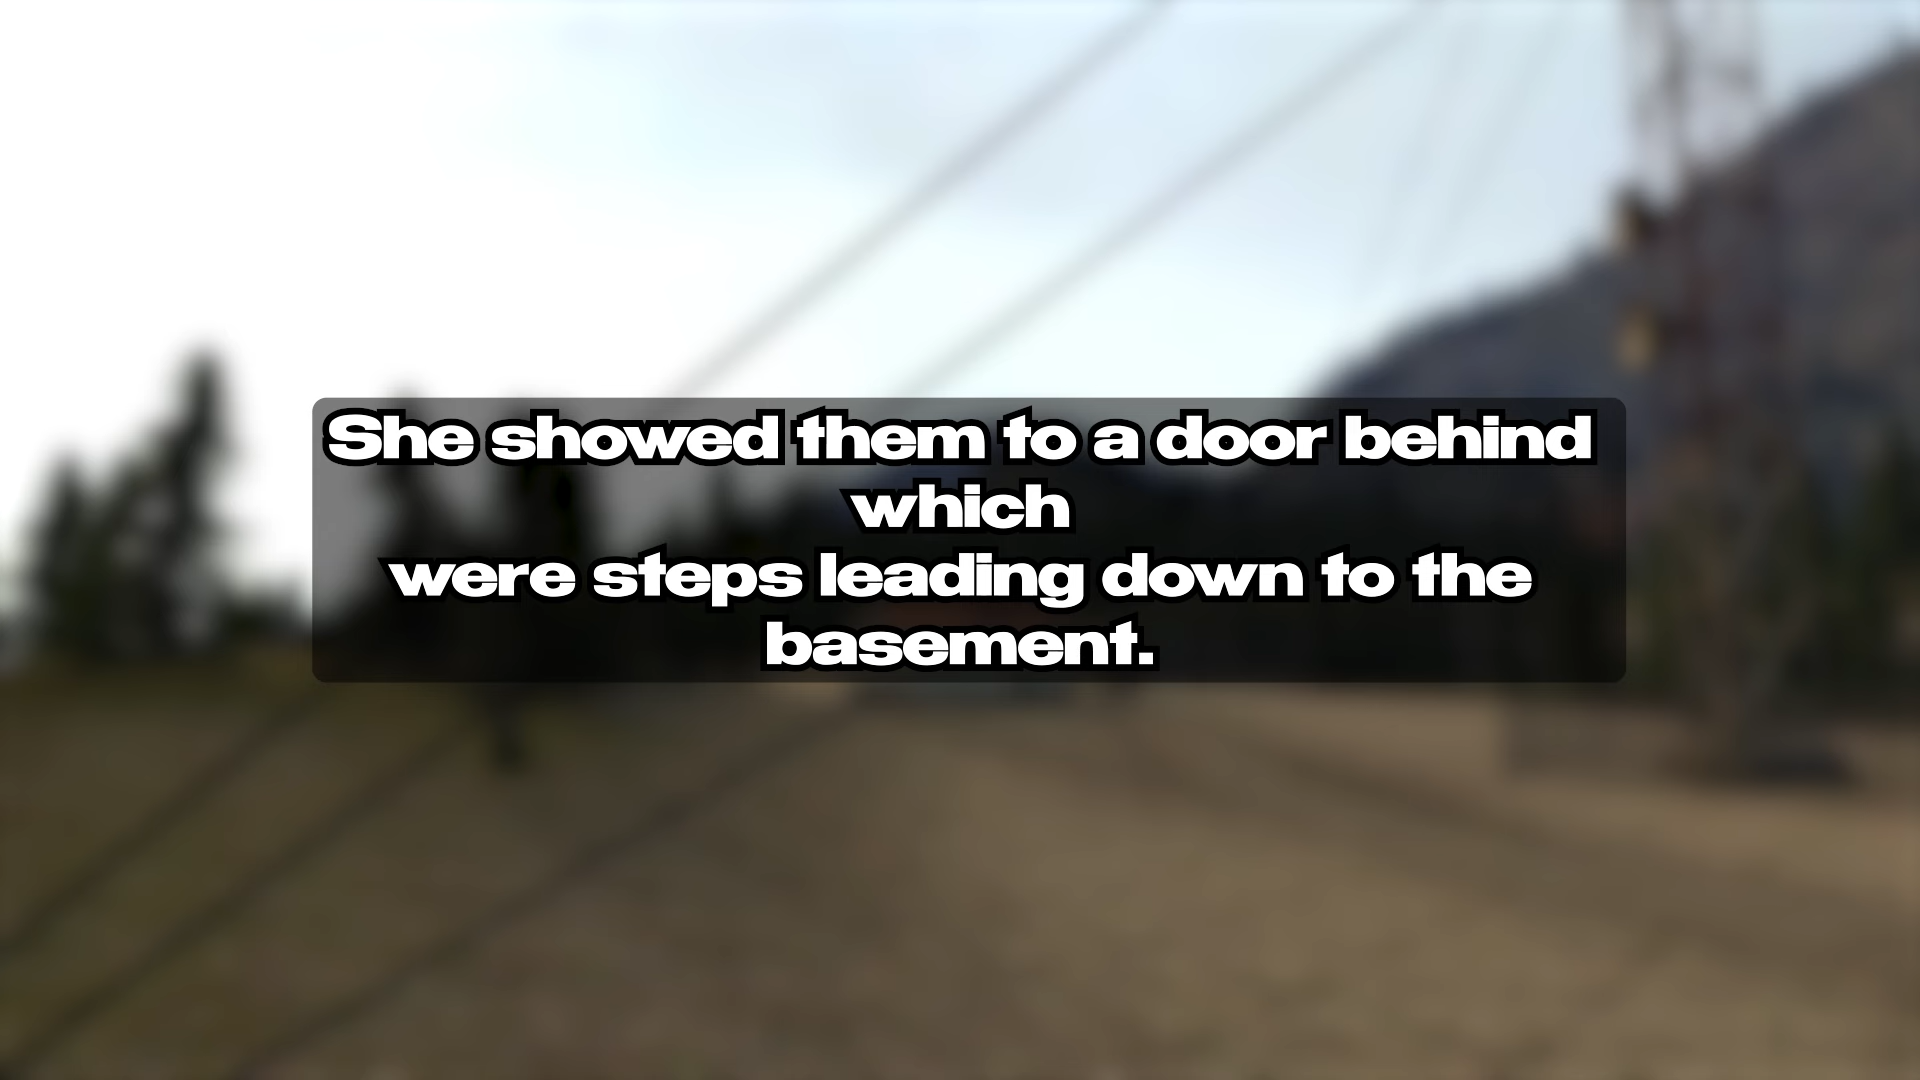 She showed them to a door behind
which
were steps leading down to the
basement.